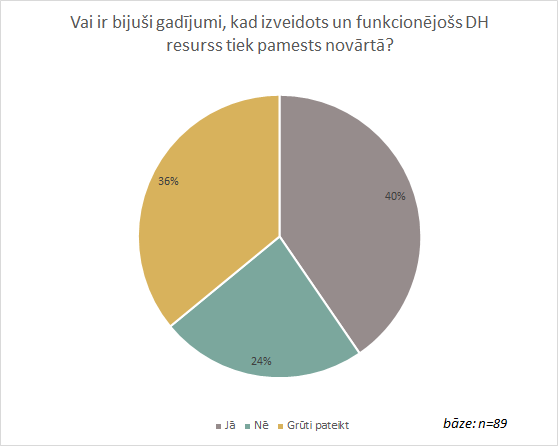 Vai ir bijuši gadījumi, kad izveidots un funkcionējošs DH
resurss tiek pamests novārtā?
36%
40%
24%
Jā Nē Grūti pateikt
bāze: n=89